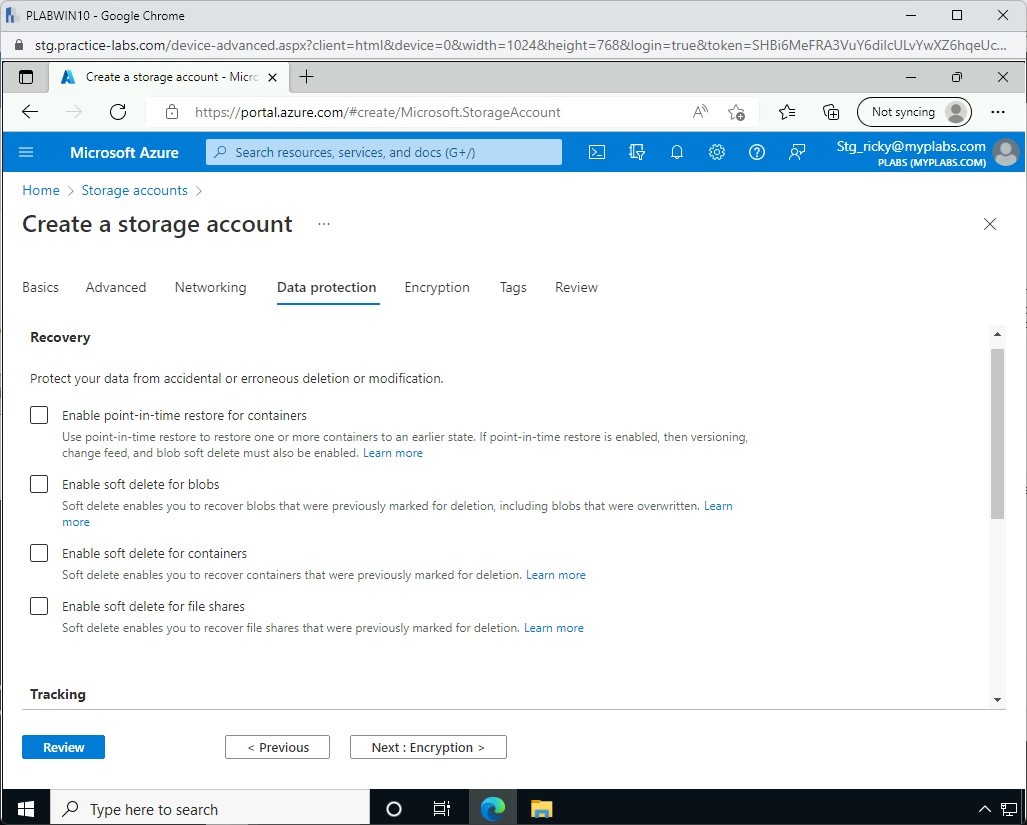 PLABWIN10 - Google Chrome
stg.practice-labs.com/device-advanced.aspx?client=html&device=0&width=1024&height=768&login=true&token=SHBi6MeFRA3VuY6dilcULvYwXZ6hqeUc...
Create a storage account - Micro
https://portal.azure.com/#create/Microsoft.StorageAccount
Not syncing
Microsoft Azure
Search resources, services, and docs (G+/)
Stg_ricky@myplabs.com
PLABS (MYPLABS.COM)
Home > Storage accounts >
Create a storage account ...
Basics Advanced Networking Data protection Encryption Tags Review
Recovery
Protect your data from accidental or erroneous deletion or modification.
Enable point-in-time restore for containers
Use point-in-time restore to restore one or more containers to an earlier state. If point-in-time restore is enabled, then versioning,
change feed, and blob soft delete must also be enabled. Learn more
Enable soft delete for blobs
Soft delete enables you to recover blobs that were previously marked for deletion, including blobs that were overwritten. Learn
more
Enable soft delete for containers
Soft delete enables you to recover containers that were previously marked for deletion. Learn more
Enable soft delete for file shares
Soft delete enables you to recover file shares that were previously marked for deletion. Learn more
Tracking
Review
< Previous
Next : Encryption >
Type here to search